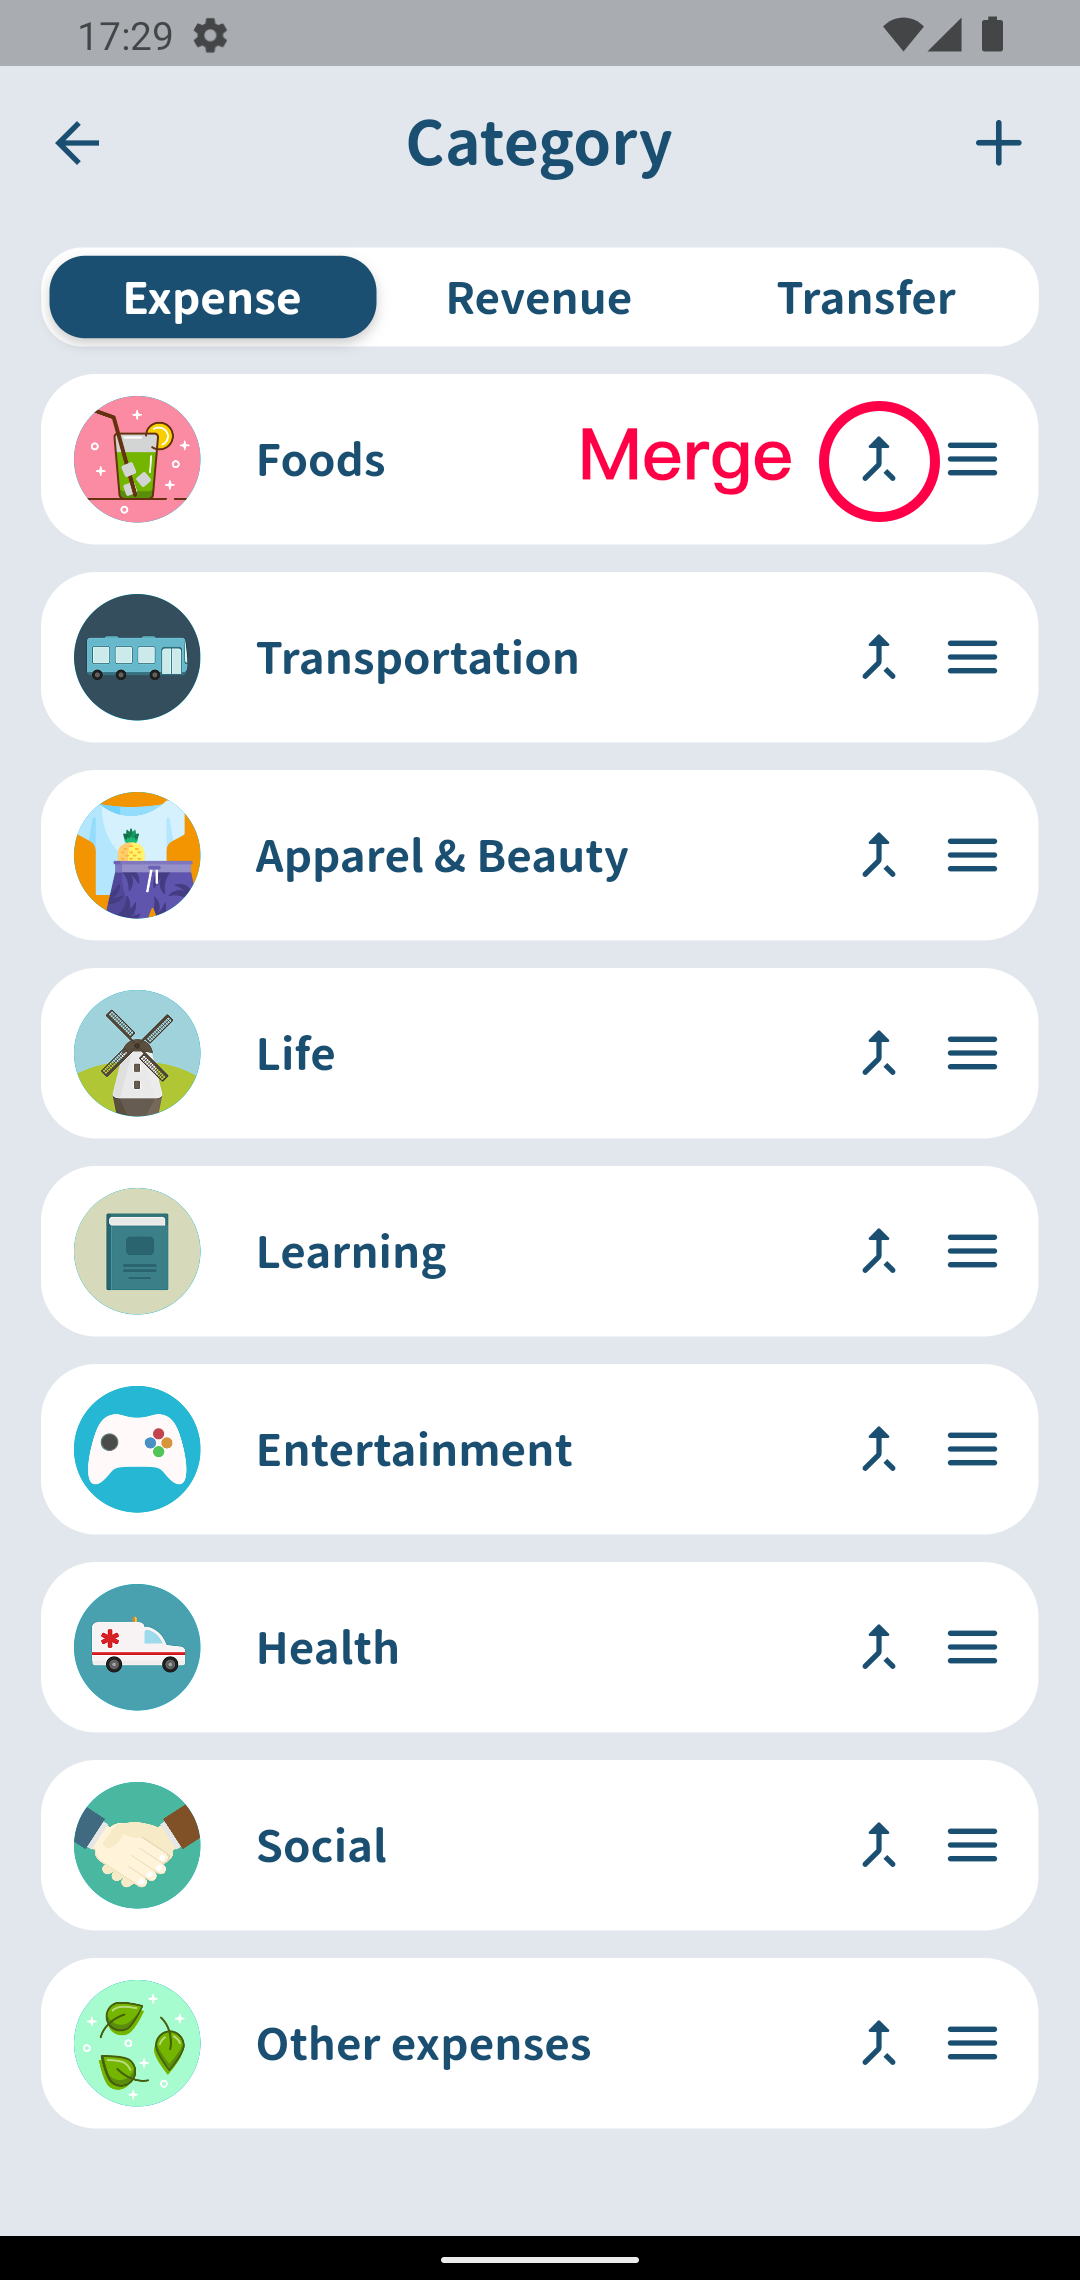 17:29
Category
Expense Revenue Transfer
Foods Merge
Transportation
Apparel & Beauty
Life
Learning
Entertainment
Health
Social
Other expenses